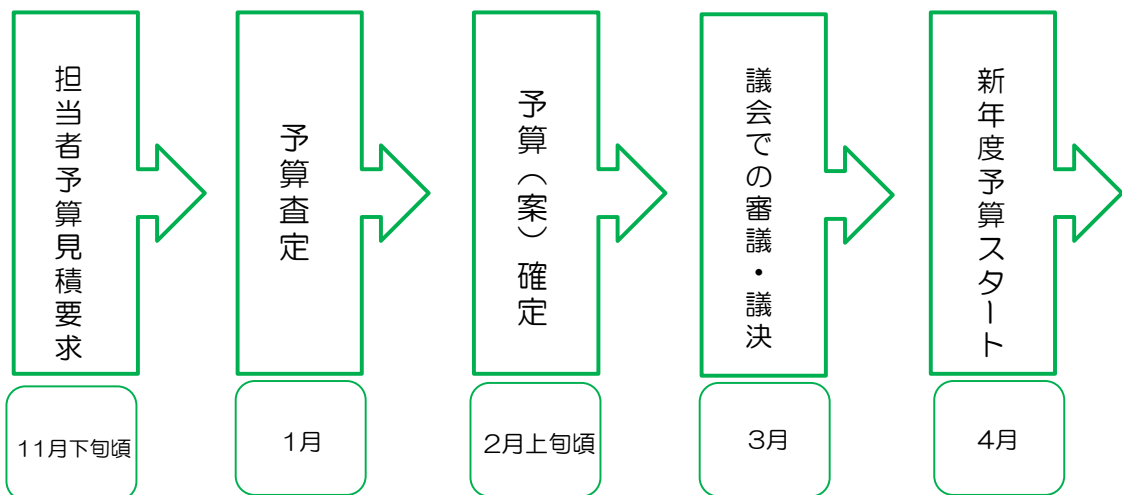 担当者予算見積要求
予算査定
予算（案）確定
議会での審議・議決
新年度予算スタート
11月下旬頃
1月
2月上旬頃
3月
4月